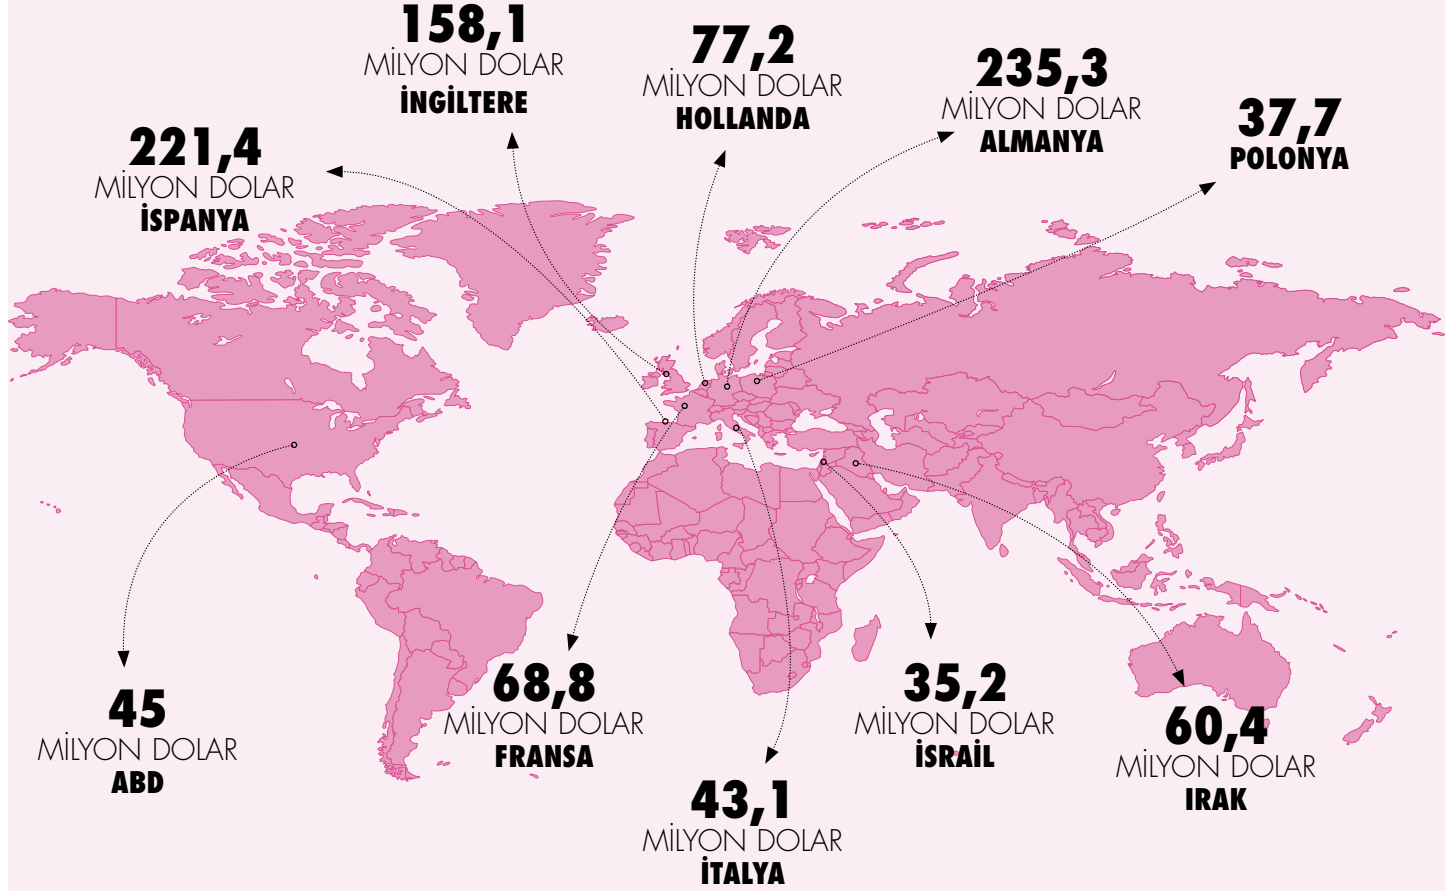 158,1
MİLYON DOLAR
İNGİLTERE
77,2
MİLYON DOLAR
HOLLANDA
235,3
MİLYON DOLAR
ALMANYA
37,7
POLONYA
221,4
MİLYON DOLAR
İSPANYA
45
MİLYON DOLAR
ABD
68,8
MİLYON DOLAR
FRANSA
43,1
MİLYON DOLAR
İTALYA
35,2
MİLYON DOLAR
İSRAİL
60,4
MİLYON DOLAR
IRAK